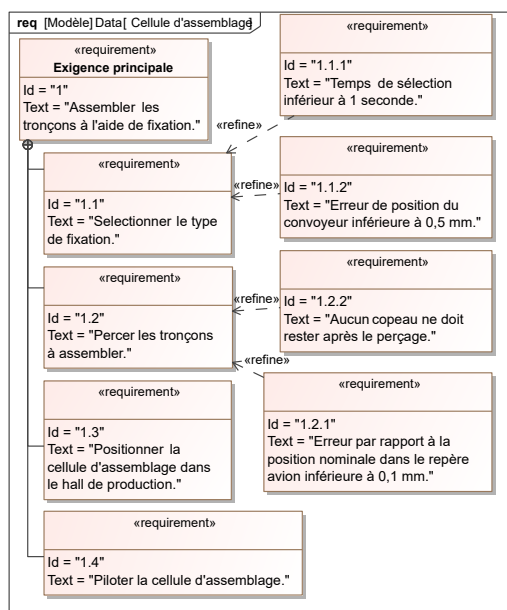 req [Modèle] Data[ Cellule d'assemblage]
«requirement»
Exigence principale
Id = "1"
Text = "Assembler les
tronçons à l'aide de fixation."
«requirement»
Id = "1.1.1"
Text = "Temps de sélection
inférieur à 1 seconde."
«refine»
«requirement»
Id = "1.1"
Text = "Selectionner le type
de fixation."
«refine»
«requirement»
Id = "1.1.2"
Text = "Erreur de position du
convoyeur inférieure à 0,5 mm."
«requirement»
Id = "1.2"
Text = "Percer les tronçons
à assembler."
«refine»
«requirement»
Id = "1.2.2"
Text = "Aucun copeau ne doit
rester après le perçage."
«refine»
«requirement»
Id = "1.3"
Text = "Positionner la
cellule d'assemblage dans
le hall de production."
«requirement»
Id = "1.2.1"
Text = "Erreur par rapport à la
position nominale dans le repère
avion inférieure à 0,1 mm."
«requirement»
Id = "1.4"
Text = "Piloter la cellule d'assemblage."